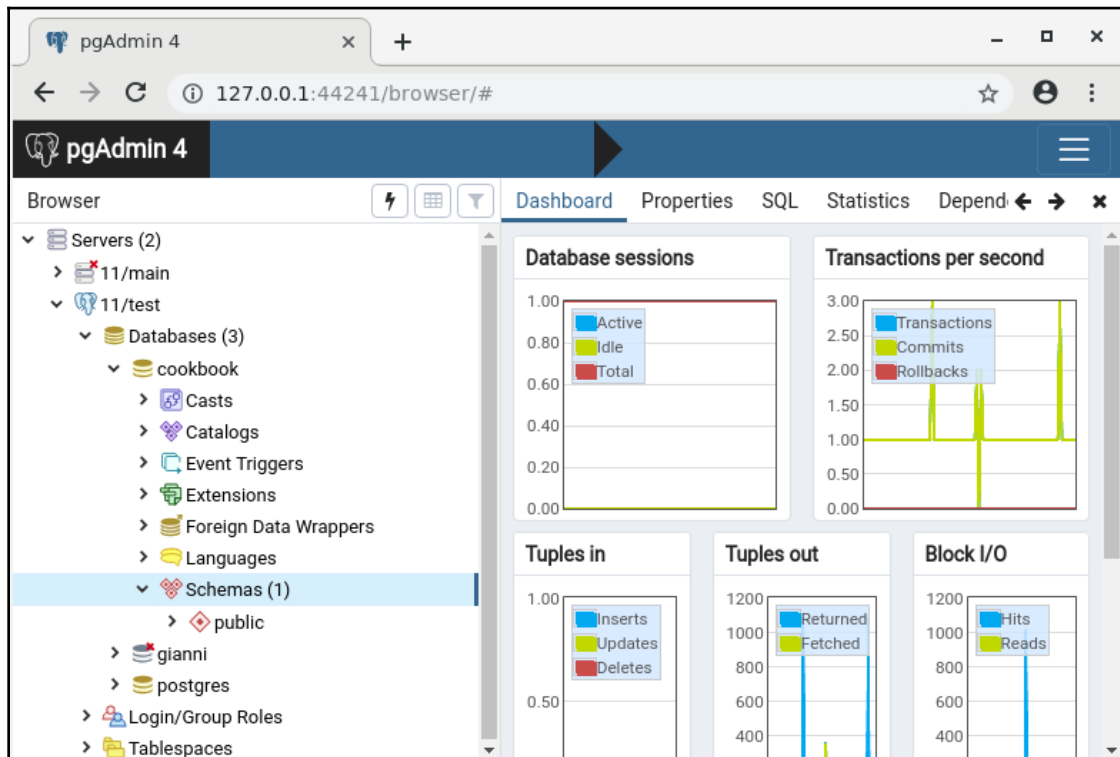 pgAdmin 4
127.0.0.1:44241/browser/#
pgAdmin 4
Browser
Dashboard Properties SQL Statistics Depend
Servers (2)
11/main
11/test
Databases (3)
cookbook
Casts
Catalogs
Event Triggers
Extensions
Foreign Data Wrappers
Languages
Schemas (1)
public
gianni
postgres
Login/Group Roles
Tablespaces
Database sessions
1.00
0.80
0.60
0.40
0.20
0.00
Active
Idle
Total
Transactions per second
3.00
2.50
2.00
1.50
1.00
0.50
0.00
Transactions
Commits
Rollbacks
Tuples in
1.00
0.50
Inserts
Updates
Deletes
Tuples out
1200
1000
800
600
400
Returned
Fetched
Block I/O
1200
1000
800
600
400
Hits
Reads